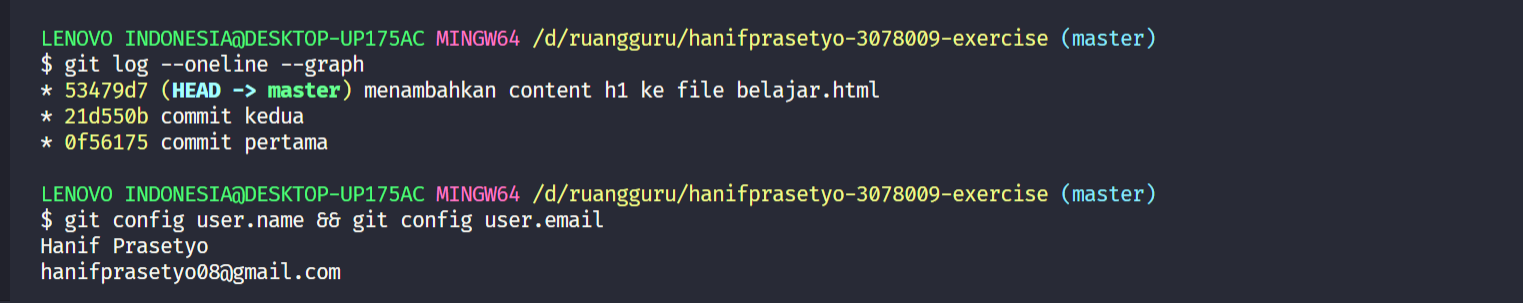 LENOVO INDONESIA@DESKTOP-UP175AC MINGW64 /d/ruangguru/hanifprasetyo-3078009-exercise (master)
$ git log --oneline --graph
* 53479d7 (HEAD -> master) menambahkan content h1 ke file belajar.html
* 21d550b commit kedua
* 0f56175 commit pertama
LENOVO INDONESIA@DESKTOP-UP175AC MINGW64 /d/ruangguru/hanifprasetyo-3078009-exercise (master)
$ git config user.name && git config user.email
Hanif Prasetyo
hanifprasetyo08@gmail.com